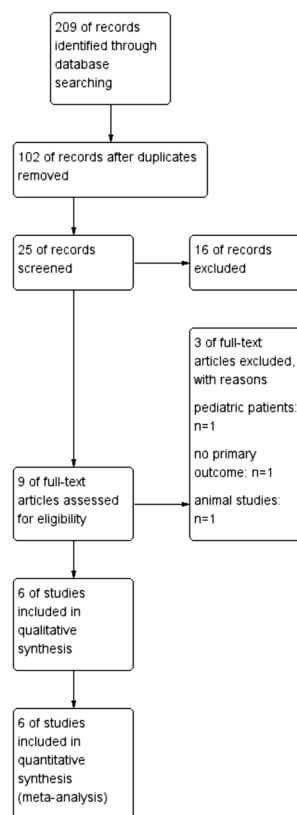 209 of records
identified through
database
searching
102 of records after duplicates
removed
25 of records
screened
16 of records
excluded
3 of full-text
articles excluded,
with reasons
pediatric patients:
n=1
no primary
outcome: n=1
animal studies:
n=1
9 of full-text
articles assessed
for eligibility
6 of studies
included in
qualitative
synthesis
6 of studies
included in
quantitative
synthesis
(meta-analysis)